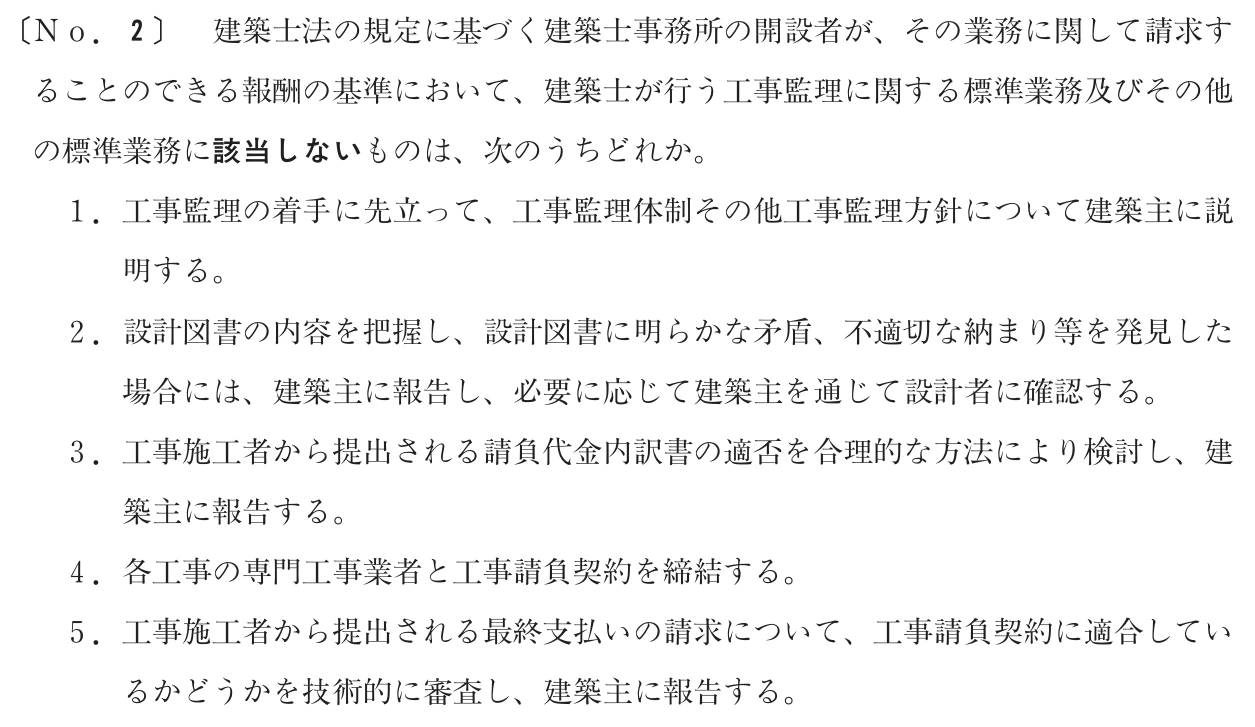 〔Ｎｏ．２〕　建築士法の規定に基づく建築士事務所の開設者が、その業務に関して請求す
ることのできる報酬の基準において、建築士が行う工事監理に関する標準業務及びその他
の標準業務に該当しないものは、次のうちどれか。
１．工事監理の着手に先立って、工事監理体制その他工事監理方針について建築主に説
明する。
２．設計図書の内容を把握し、設計図書に明らかな矛盾、不適切な納まり等を発見した
場合には、建築主に報告し、必要に応じて建築主を通じて設計者に確認する。
３．工事施工者から提出される請負代金内訳書の適否を合理的な方法により検討し、建
築主に報告する。
４．各工事の専門工事業者と工事請負契約を締結する。
５．工事施工者から提出される最終支払いの請求について、工事請負契約に適合してい
るかどうかを技術的に審査し、建築主に報告する。